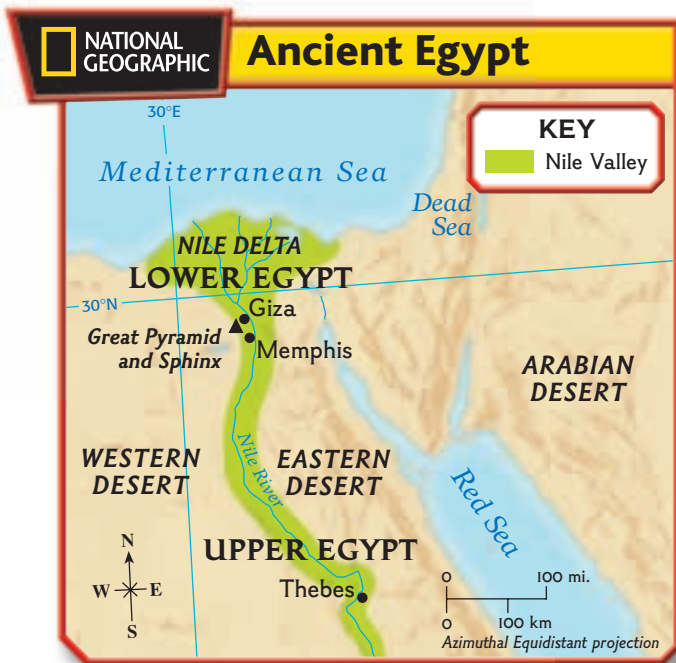 NATIONAL
GEOGRAPHIC
Ancient Egypt
30°E
KEY
Nile Valley
Mediterranean Sea
Dead
Sea
NILE DELTA
LOWER EGYPT
30°N
Giza
Great Pyramid
and Sphinx
Memphis
ARABIAN
DESERT
WESTERN
DESERT
Nile River
EASTERN
DESERT
Red Sea
UPPER EGYPT
Thebes
N
W E
S
0 100 mi.
0 100 km
Azimuthal Equidistant projection